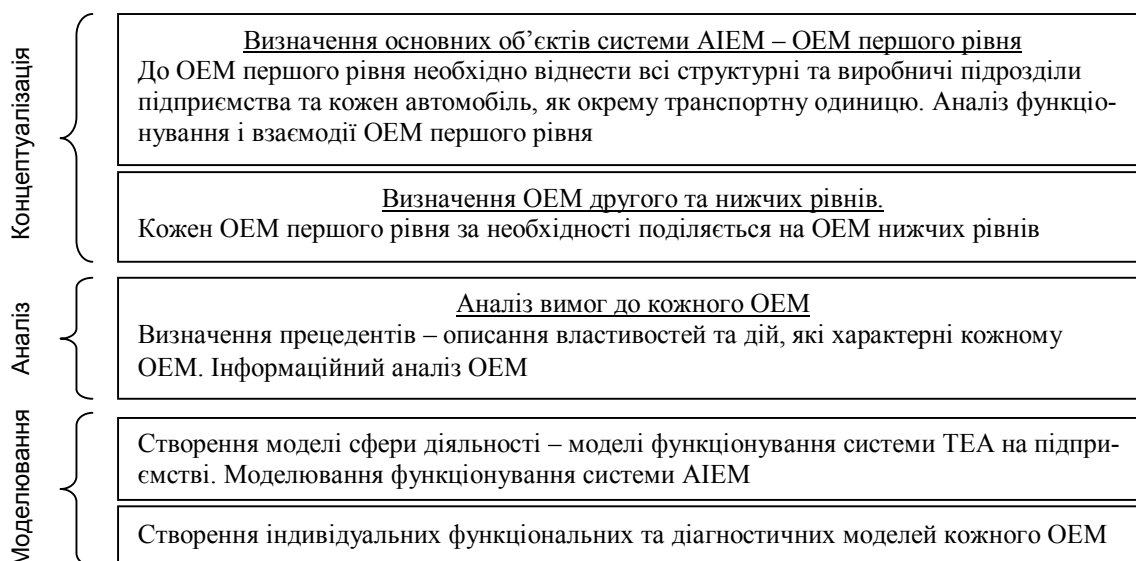 Концептуалізація
Визначення основних об’єктів системи АІЕМ – ОЕМ першого рівня
До ОЕМ першого рівня необхідно віднести всі структурні та виробничі підрозділи
підприємства та кожен автомобіль, як окрему транспортну одиницю. Аналіз функціо-
нування і взаємодії ОЕМ першого рівня
Визначення ОЕМ другого та нижчих рівнів.
Кожен ОЕМ першого рівня за необхідності поділяється на ОЕМ нижчих рівнів
Аналіз
Аналіз вимог до кожного ОЕМ
Визначення прецедентів – описання властивостей та дій, які характерні кожному
ОЕМ. Інформаційний аналіз ОЕМ
Моделювання
Створення моделі сфери діяльності – моделі функціонування системи ТЕА на підпри-
ємстві. Моделювання функціонування системи АІЕМ
Створення індивідуальних функціональних та діагностичних моделей кожного ОЕМ